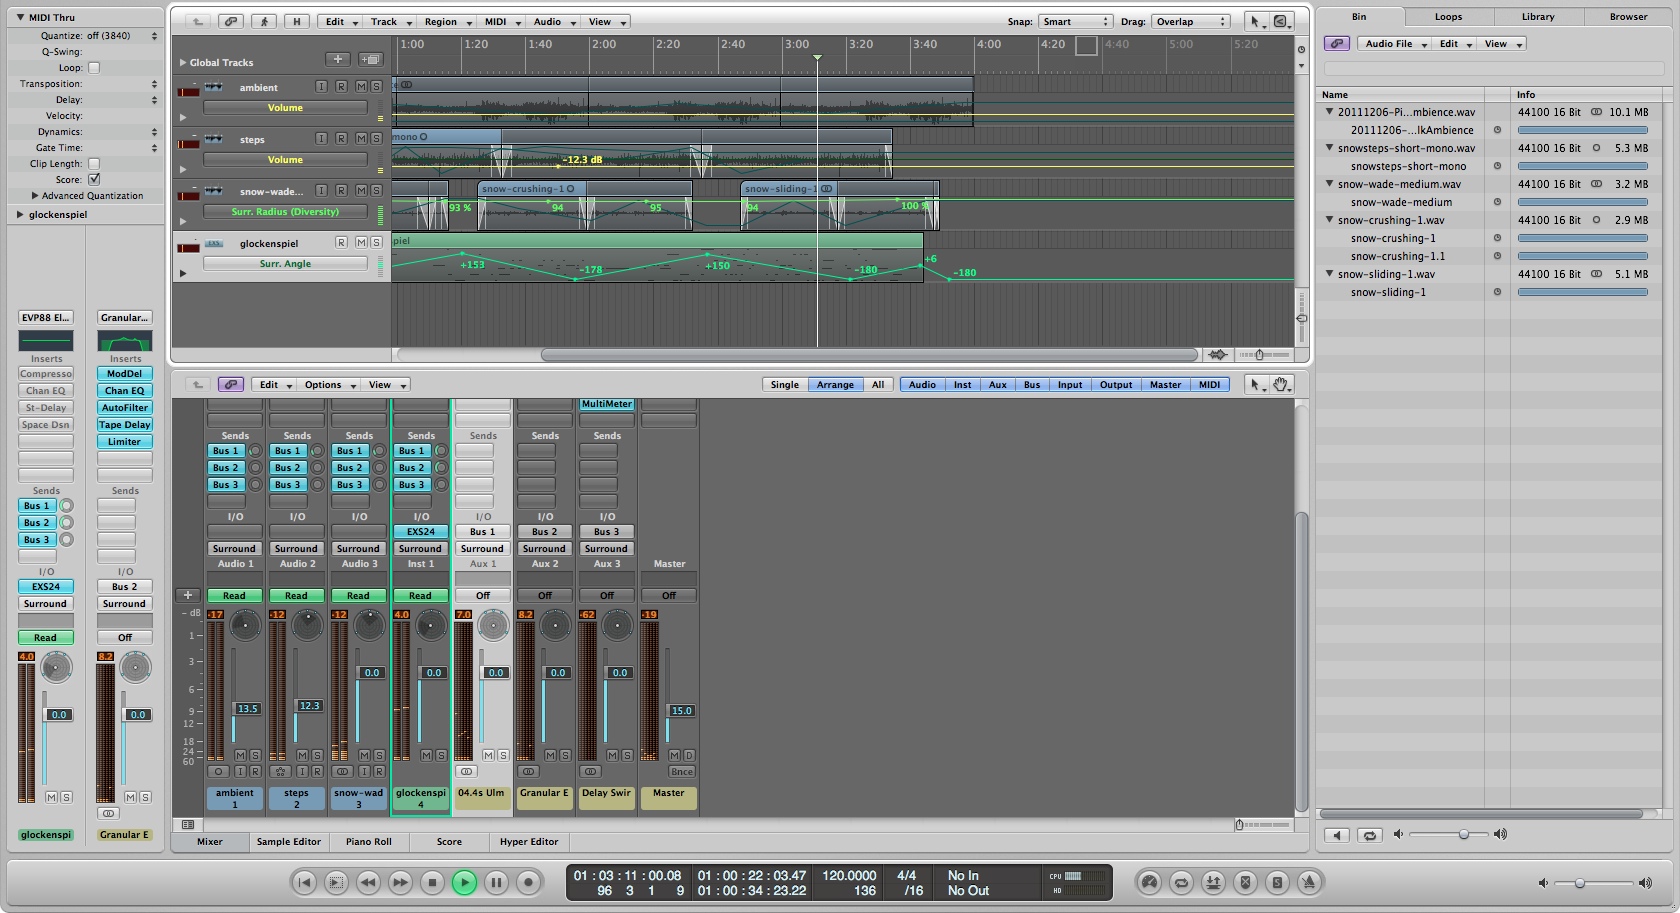 MIDI Thru
Quantize: off (3840)
Q-Swing:
Loop:
Transposition:
Delay:
Velocity:
Dynamics:
Gate Time:
Clip Length:
Score:
Advanced Quantization
glockenspiel
EVP88 El... Granular...
Inserts Inserts
Compresso ModDel
Chan EQ Chan EQ
St-Delay AutoFilter
Space Dsn Tape Delay
Limiter
Sends Sends
Bus 1
Bus 2
Bus 3
I/O I/O
EXS24 Bus 2
Surround Surround
Read Off
4.0 8.2
0.0 0.0
M S M S
glockenspi Granular E
H Edit Track Region MIDI Audio View Snap: Smart Drag: Overlap
1:00 1:20 1:40 2:00 2:20 2:40 3:00 3:20 3:40 4:00 4:20 4:40 5:00 5:20
Global Tracks
ambient I R M S
Volume
steps I R M S
Volume
mono
-12.3 dB
snow-wade... I R M S
Surr. Radius (Diversity)
snow-crushing-1 snow-sliding-1
93 % 94 95 94 100 %
glockenspiel R M S
Surr. Angle
piel
+153 -178 +150 -180 +6 -180
Edit Options View Single Arrange All Audio Inst Aux Bus Input Output Master MIDI
MultiMeter
Sends Sends Sends Sends Sends Sends Sends
Bus 1 Bus 1 Bus 1 Bus 1
Bus 2 Bus 2 Bus 2 Bus 2
Bus 3 Bus 3 Bus 3 Bus 3
I/O I/O I/O I/O I/O I/O I/O
EXS24 Bus 1 Bus 2 Bus 3
Surround Surround Surround Surround Surround Surround Surround
Audio 1 Audio 2 Audio 3 Inst 1 Aux 1 Aux 2 Aux 3 Master
Read Read Read Read Off Off Off Off
- dB -17 -12 -12 4.0 7.0 8.2 -62 -19
1
3
6
9
12
18
24
60
13.5 12.3 0.0 0.0 0.0 0.0 0.0 15.0
M S M S M S M S M S M S M S M D
I R I R I R Bnce
ambient steps snow-wad glockenspi 04.4s Ulm Granular E Delay Swir Master
1 2 3 4
Mixer Sample Editor Piano Roll Score Hyper Editor
01 : 03 : 11 : 00.08 01 : 00 : 22 : 03.47 120.0000 4/4 No In CPU
96 3 1 9 01 : 00 : 34 : 23.22 136 /16 No Out HD
Bin Loops Library Browser
Audio File Edit View
Name Info
20111206-Pi...mbience.wav 44100 16 Bit 10.1 MB
20111206-...lkAmbience
snowsteps-short-mono.wav 44100 16 Bit 5.3 MB
snowsteps-short-mono
snow-wade-medium.wav 44100 16 Bit 3.2 MB
snow-wade-medium
snow-crushing-1.wav 44100 16 Bit 2.9 MB
snow-crushing-1
snow-crushing-1.1
snow-sliding-1.wav 44100 16 Bit 5.1 MB
snow-sliding-1